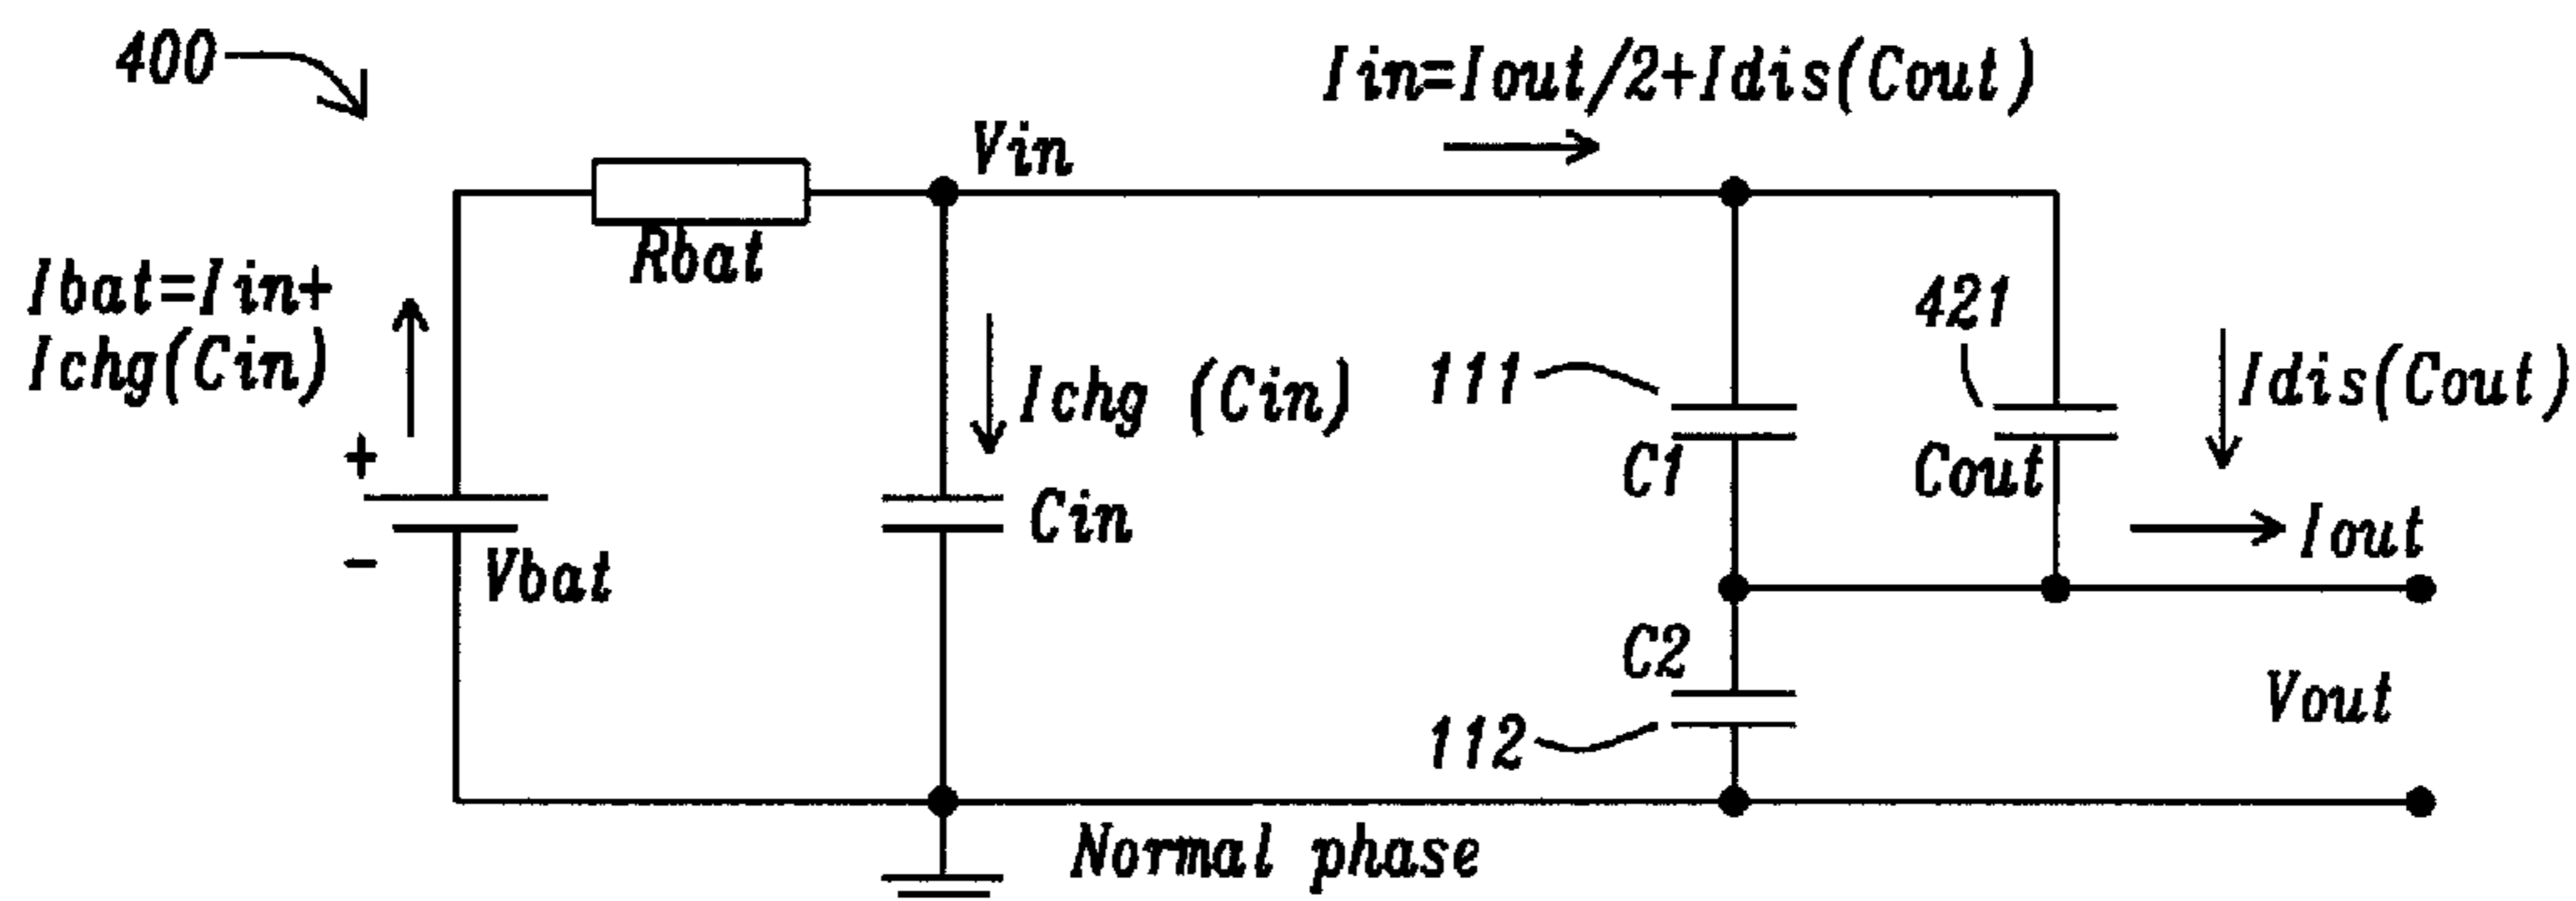 400
Iin=Iout/2+Idis(Cout)
Vin
Rbat
Ibat=Iin+
Ichg(Cin)
421
111
Idis(Cout)
Ichg (Cin)
C1
Cout
+
Cin
Iout
-
Vbat
C2
Vout
112
Normal phase